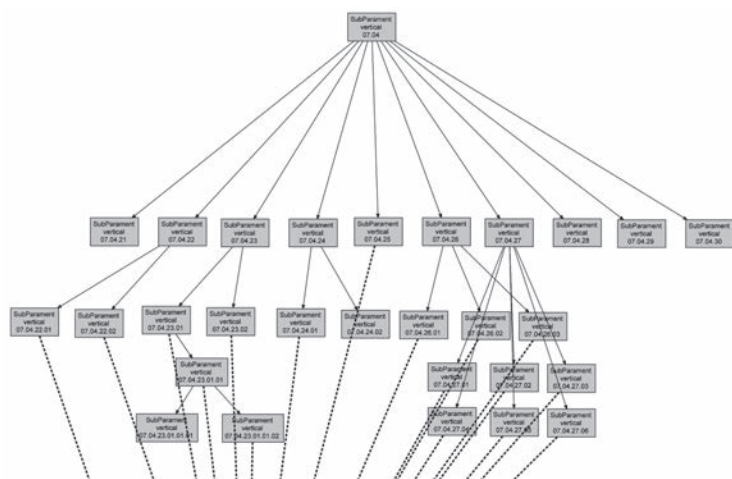 SubParament
vertical
07.04
SubParament
vertical
07.04.21
SubParament
vertical
07.04.22
SubParament
vertical
07.04.23
SubParament
vertical
07.04.24
SubParament
vertical
07.04.25
SubParament
vertical
07.04.26
SubParament
vertical
07.04.27
SubParament
vertical
07.04.28
SubParament
vertical
07.04.29
SubParament
vertical
07.04.30
SubParament
vertical
07.04.22.01
SubParament
vertical
07.04.22.02
SubParament
vertical
07.04.23.01
SubParament
vertical
07.04.23.02
SubParament
vertical
07.04.24.01
SubParament
vertical
07.04.24.02
SubParament
vertical
07.04.26.01
SubParament
vertical
07.04.26.02
SubParament
vertical
07.04.26.03
SubParament
vertical
07.04.23.01.01
SubParament
vertical
07.04.27.01
SubParament
vertical
07.04.27.02
SubParament
vertical
07.04.27.03
SubParament
vertical
07.04.23.01.01.01
SubParament
vertical
07.04.23.01.01.02
SubParament
vertical
07.04.27.04
SubParament
vertical
SubParament
vertical
07.04.27.06